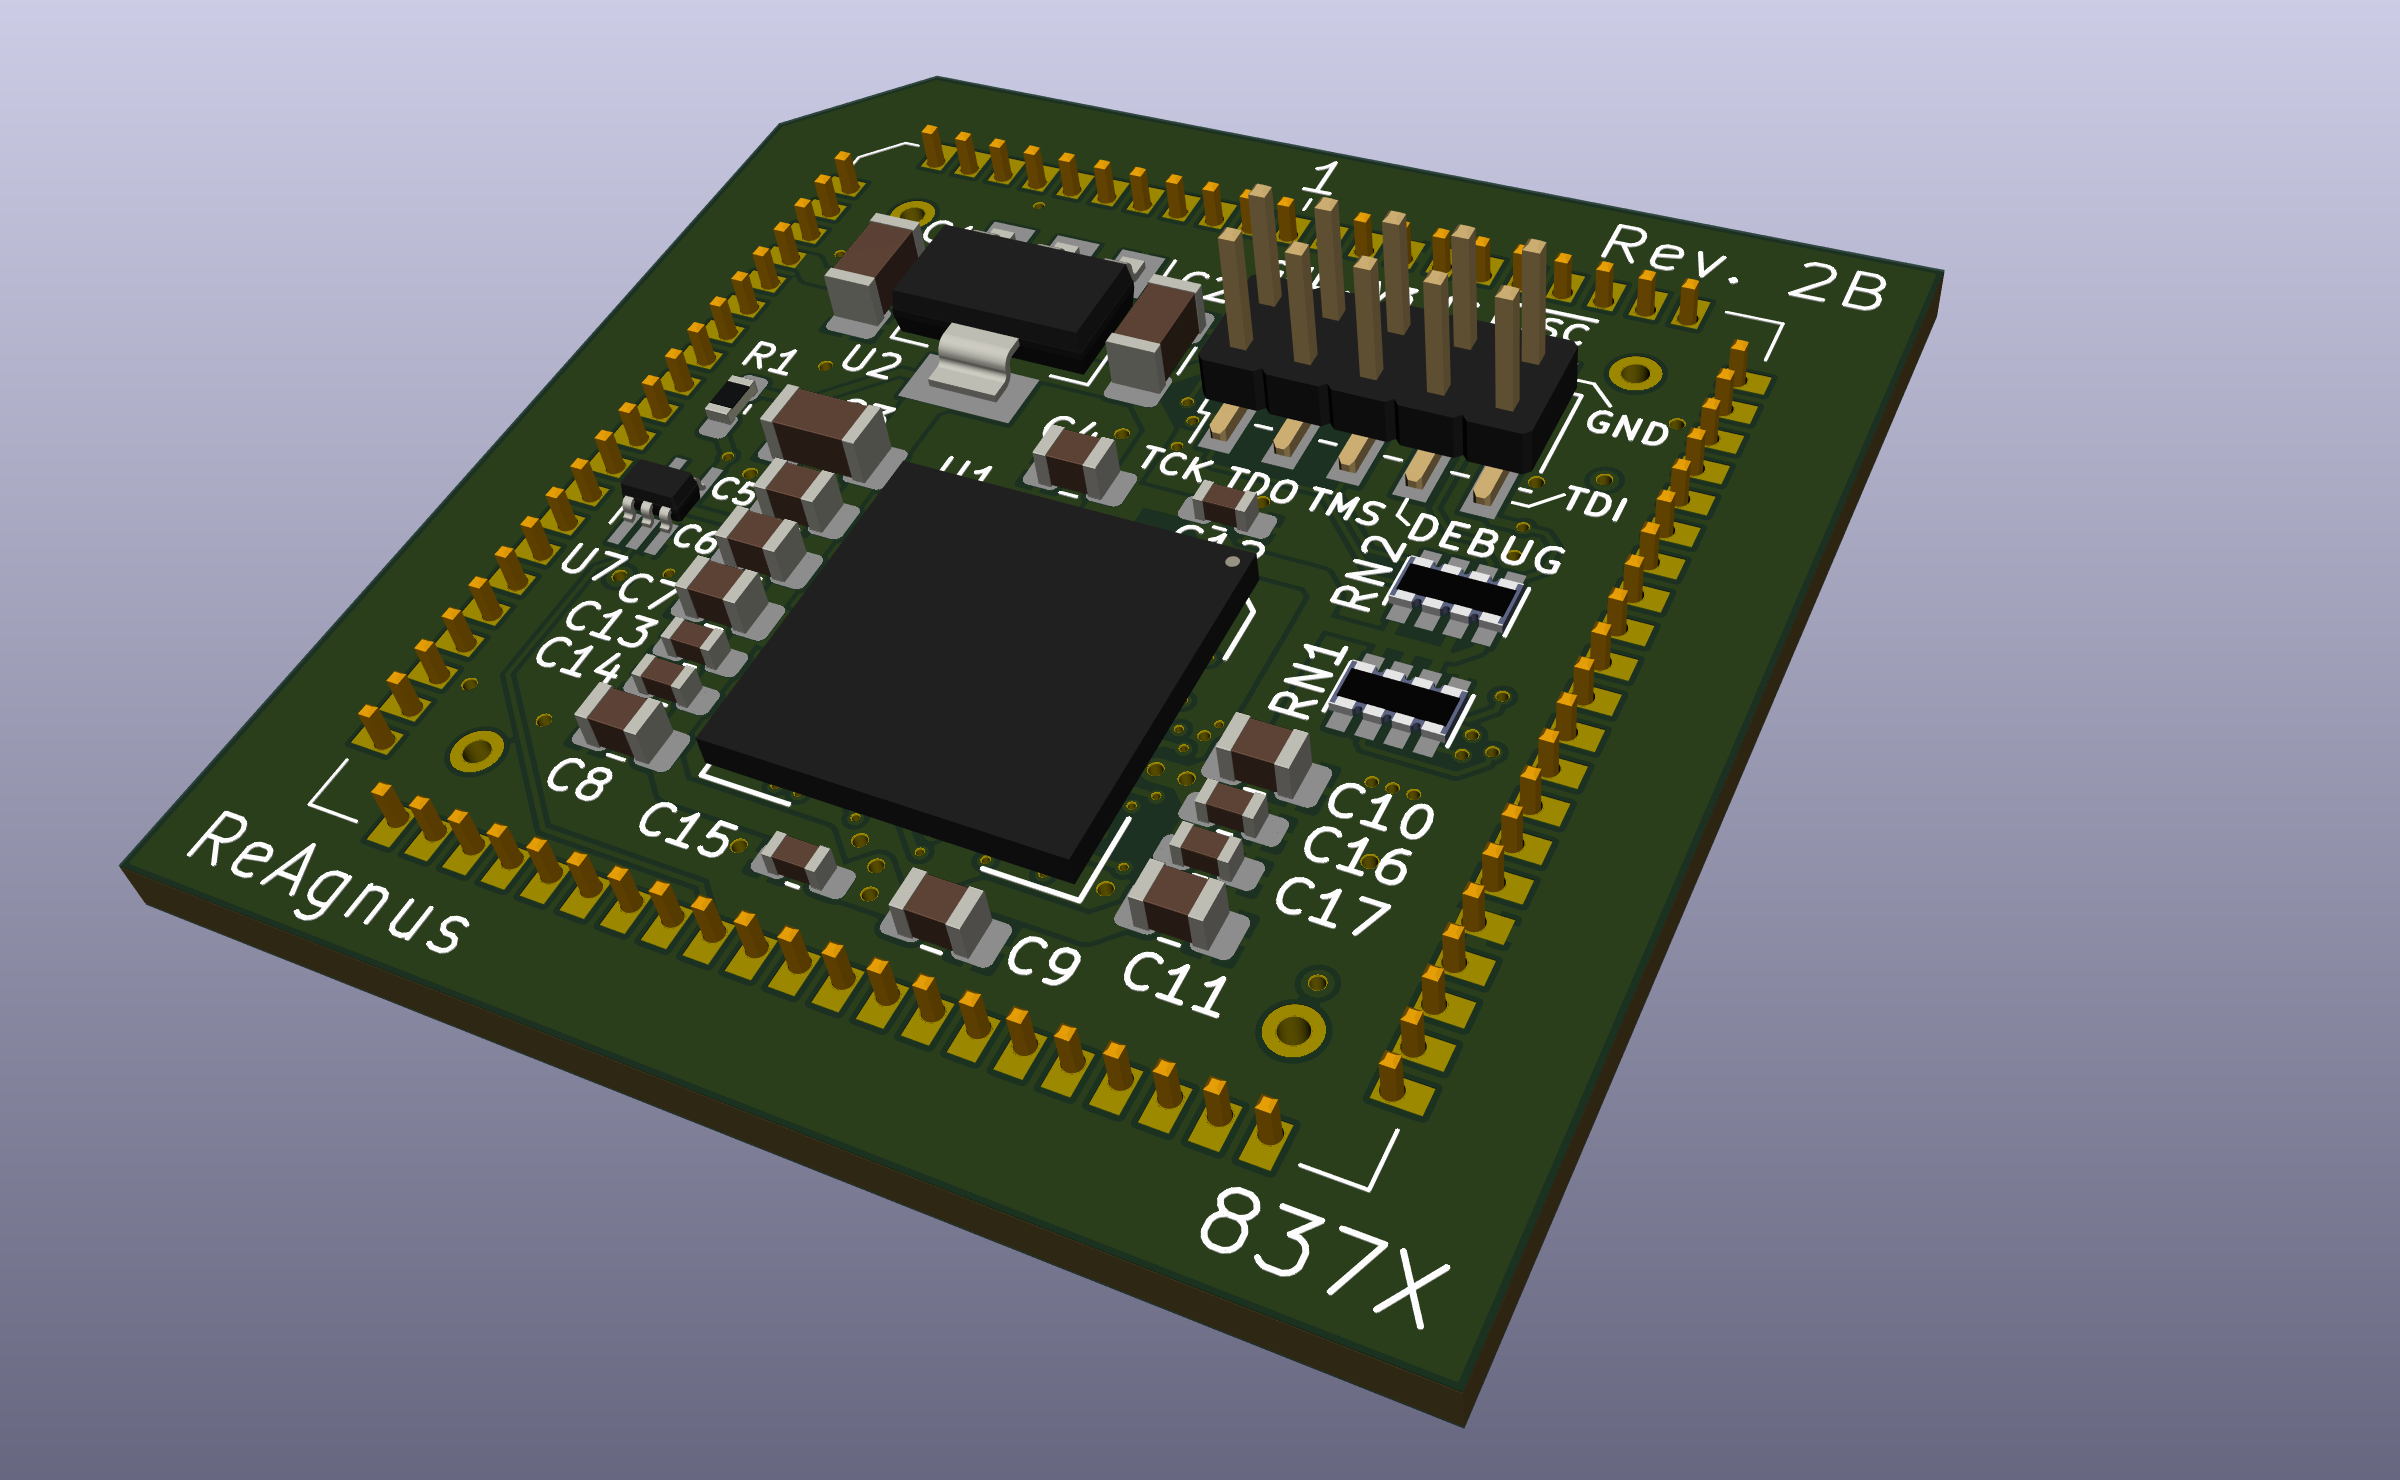 1
Rev. 2B
R1
U2
GND
TCK
TDO
TMS
TDI
DEBUG
C5
C6
U7
C7
U1
C4
RN2
C13
C14
RN1
C8
C15
C10
C16
C17
C9
C11
ReAgnus
837X